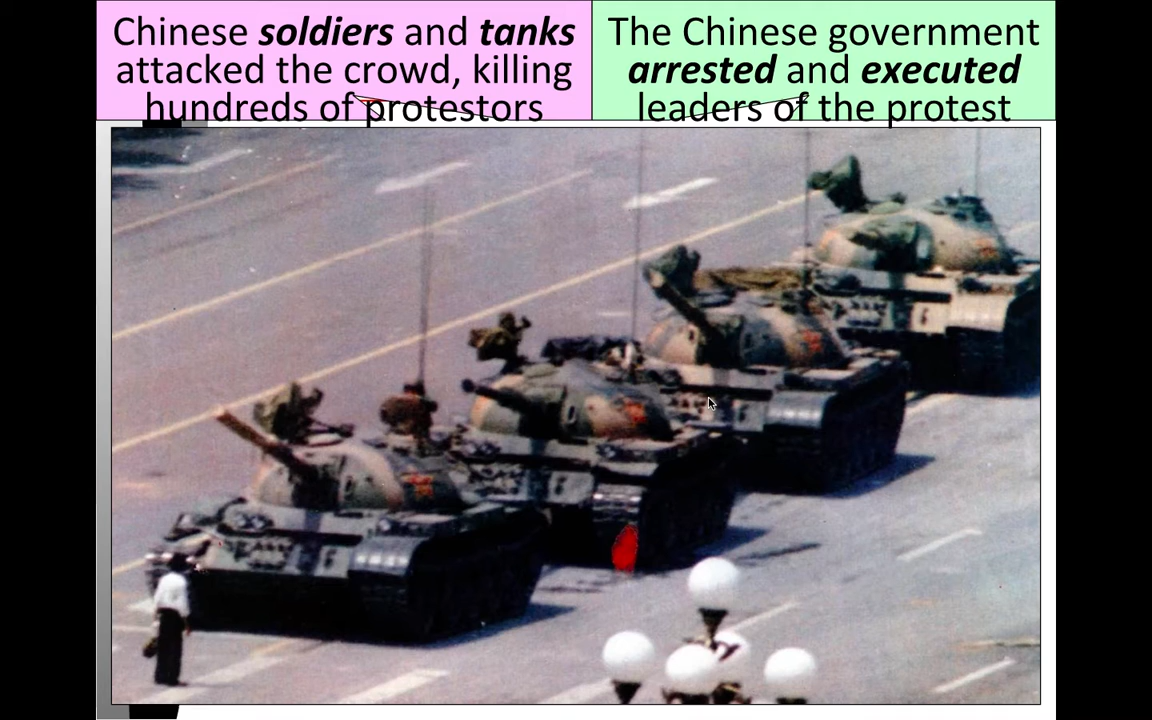 Chinese soldiers and tanks
attacked the crowd, killing
hundreds of protestors
The Chinese government
arrested and executed
leaders of the protest